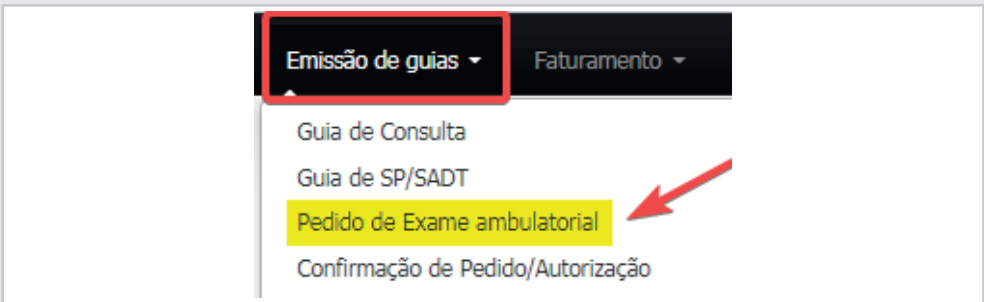 Emissão de guias
Faturamento
Guia de Consulta
Guia de SP/SADT
Pedido de Exame ambulatorial
Confirmação de Pedido/Autorização